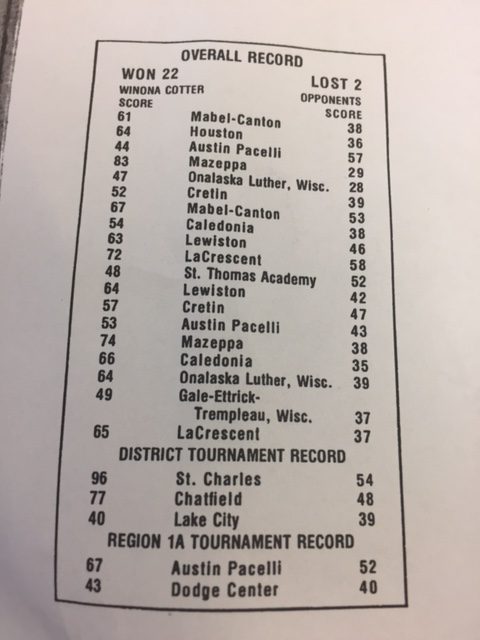 OVERALL RECORD
WON 22 LOST 2
WINONA COTTER OPPONENTS
SCORE SCORE
61 Mabel-Canton 38
64 Houston 36
44 Austin Pacelli 57
83 Mazeppa 29
47 Onalaska Luther, Wisc. 28
52 Cretin 39
67 Mabel-Canton 53
54 Caledonia 38
63 Lewiston 46
72 LaCrescent 58
48 St. Thomas Academy 52
64 Lewiston 42
57 Cretin 47
53 Austin Pacelli 43
74 Mazeppa 38
66 Caledonia 35
64 Onalaska Luther, Wisc. 39
49 Gale-Ettrick-
Trempleau, Wisc. 37
65 LaCrescent 37
DISTRICT TOURNAMENT RECORD
96 St. Charles 54
77 Chatfield 48
40 Lake City 39
REGION 1A TOURNAMENT RECORD
67 Austin Pacelli 52
43 Dodge Center 40